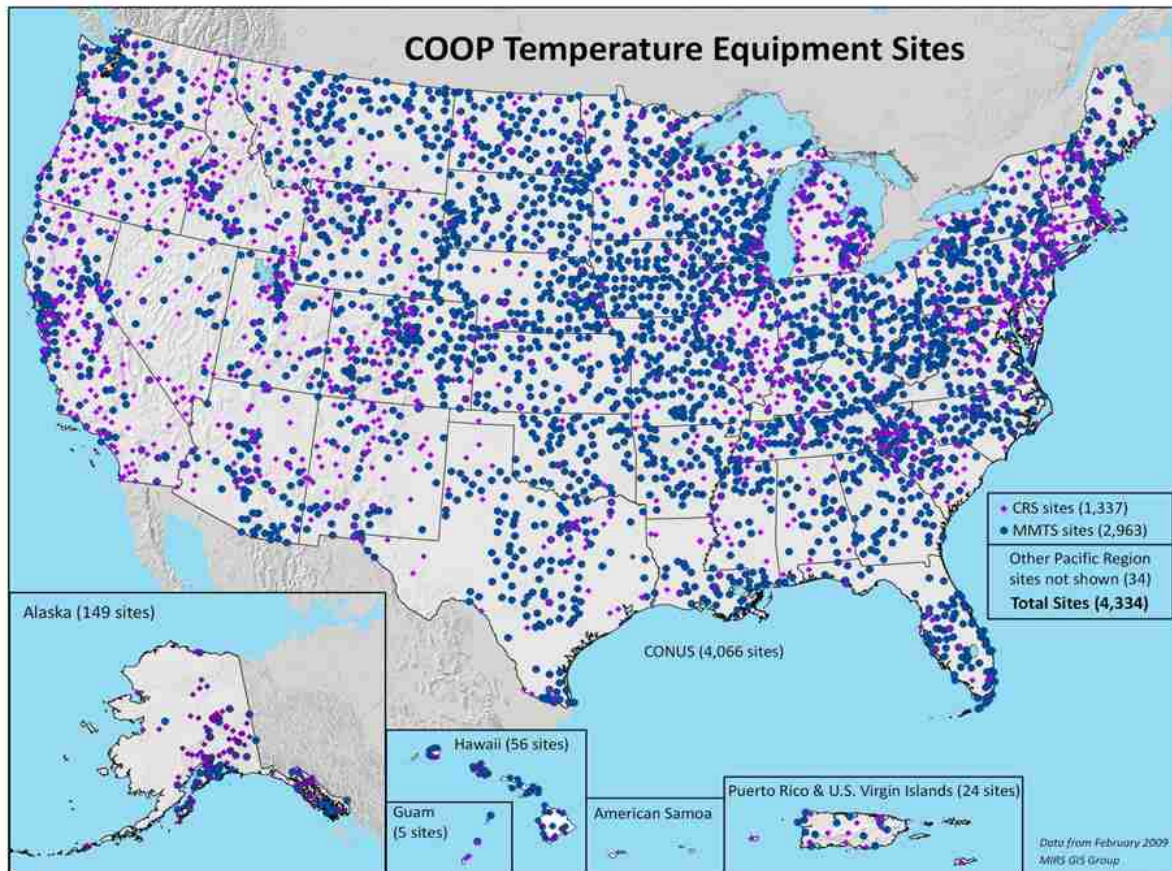 COOP Temperature Equipment Sites
CRS sites (1,337)
MMTS sites (2,963)
Other Pacific Region
sites not shown (34)
Total Sites (4,334)
CONUS (4,066 sites)
Alaska (149 sites)
Hawaii (56 sites)
Guam
(5 sites)
American Samoa
Puerto Rico & U.S. Virgin Islands (24 sites)
Data from February 2009
MIRS GIS Group